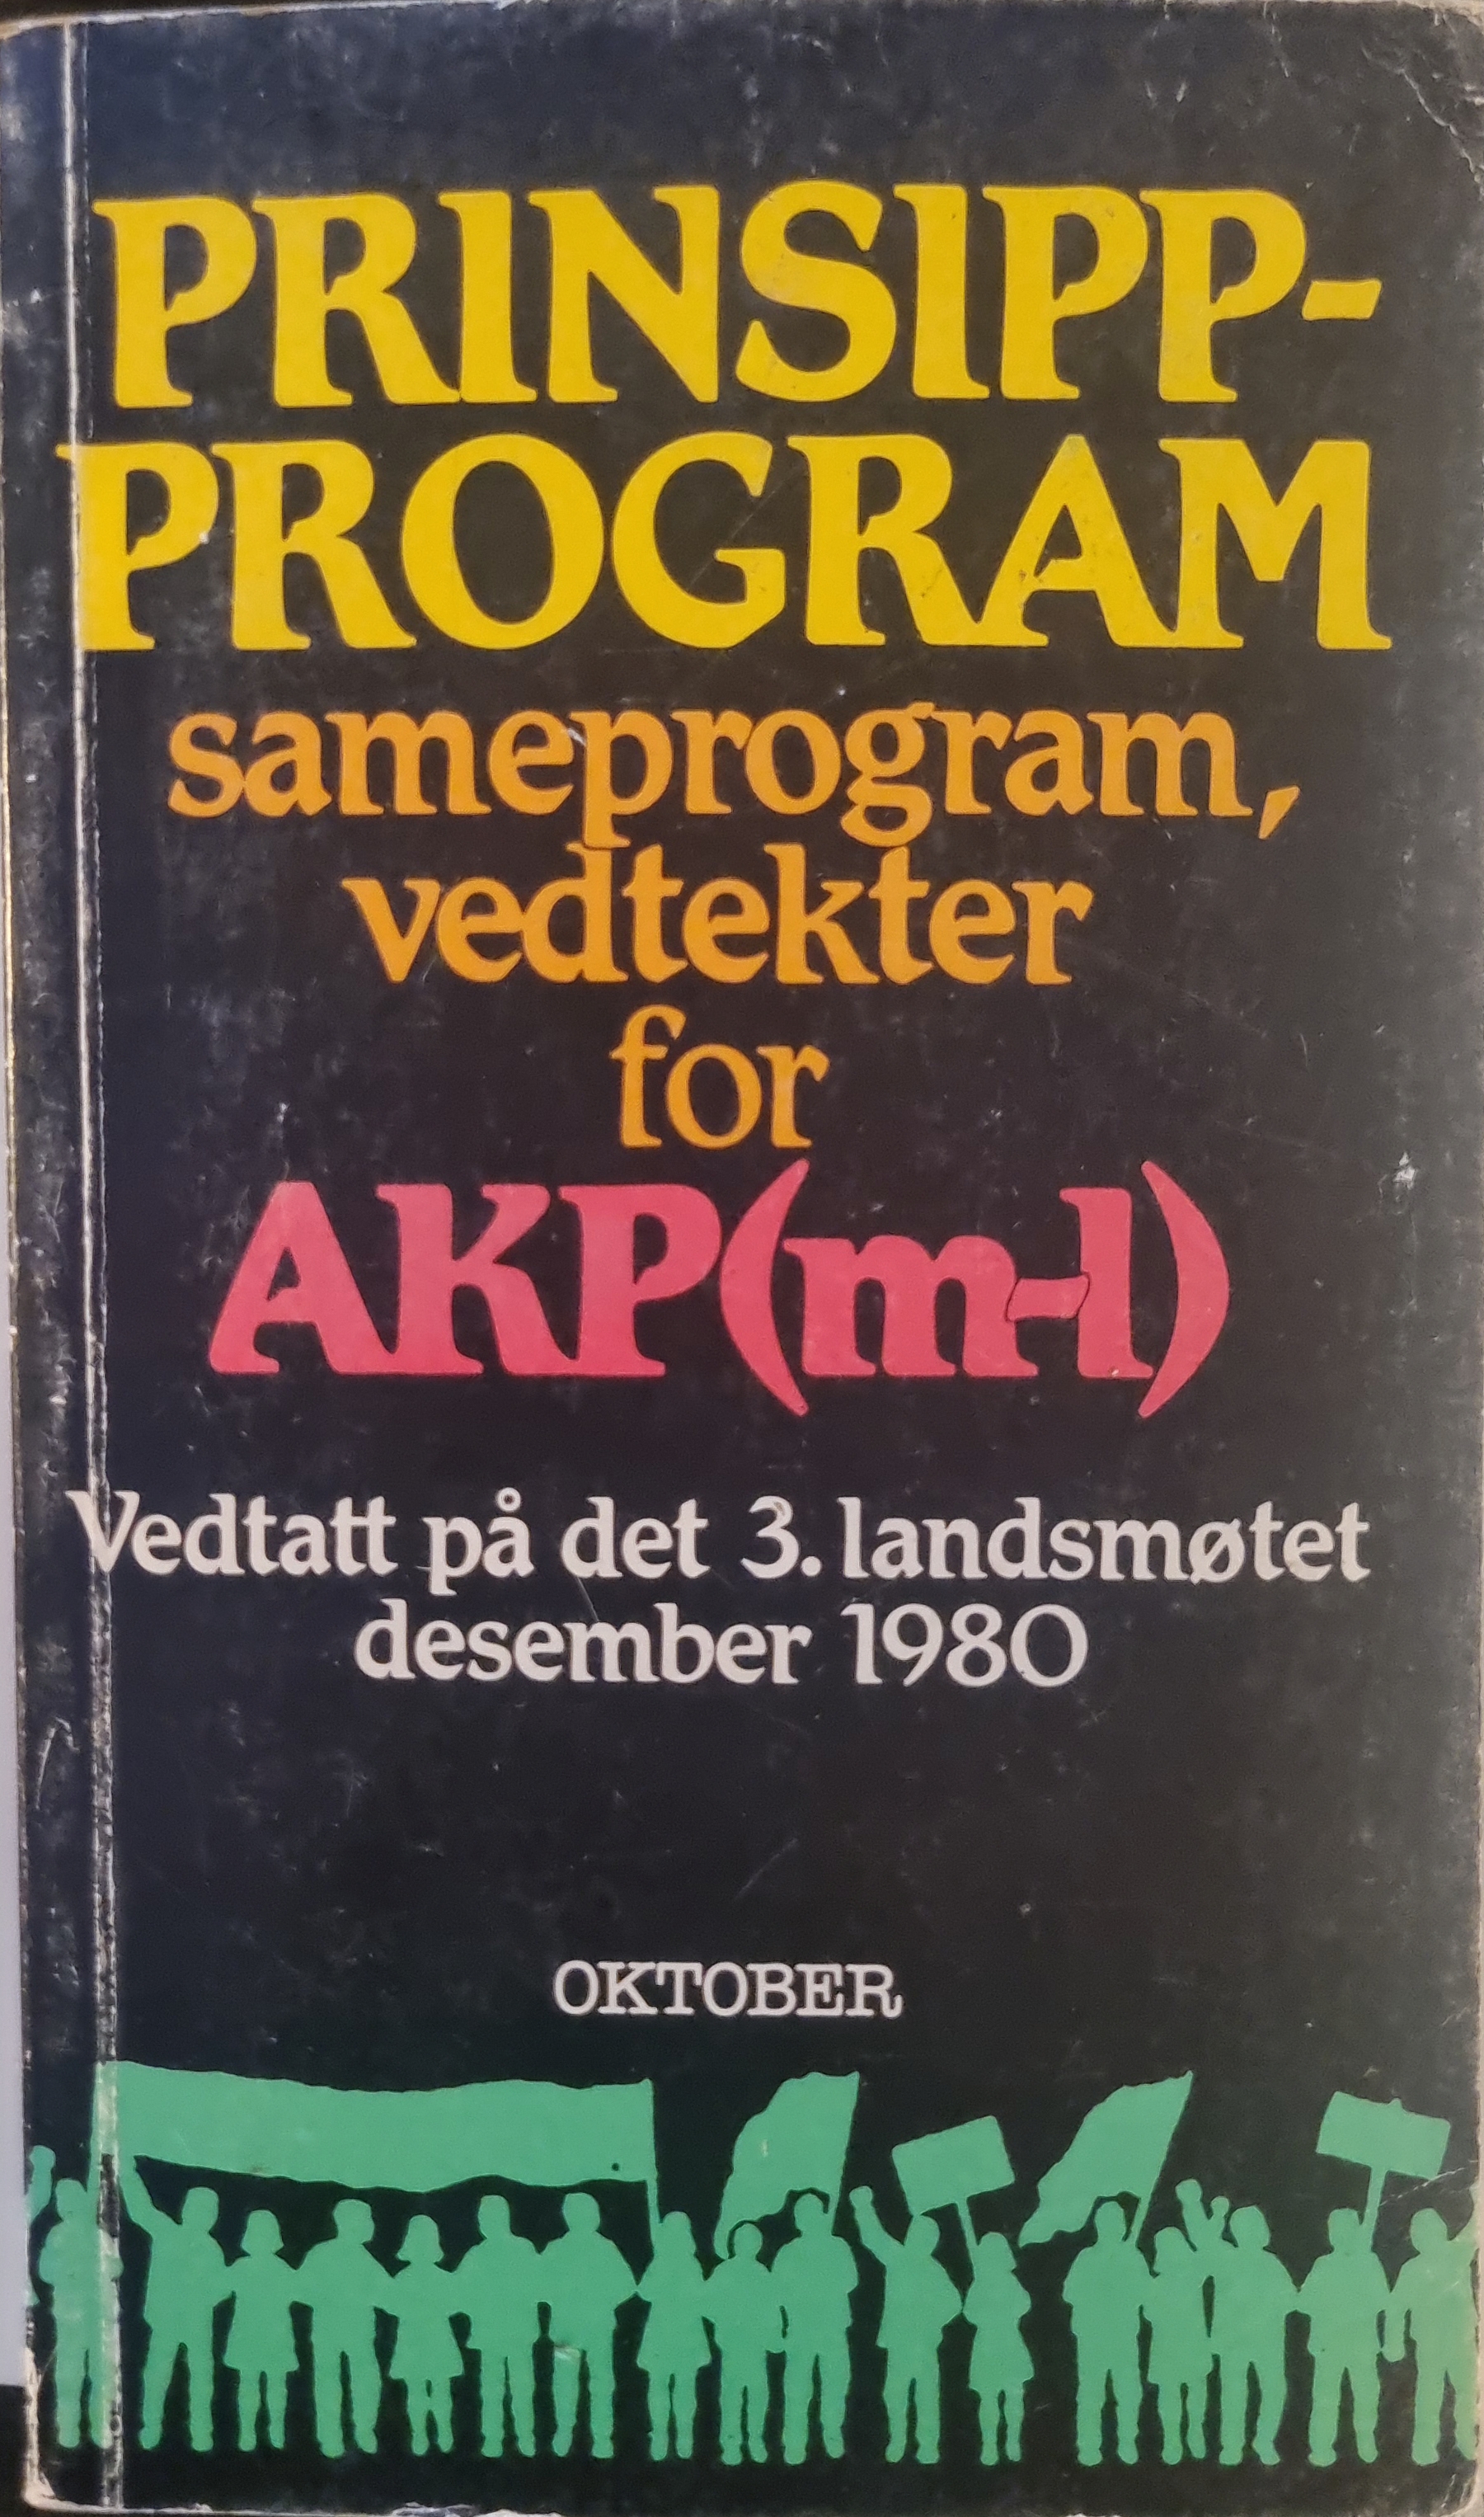 PRINSIPP-
PROGRAM
sameprogram,
vedtekter
for
AKP(m-l)
Vedtatt på det 3. landsmøtet
desember 1980
OKTOBER